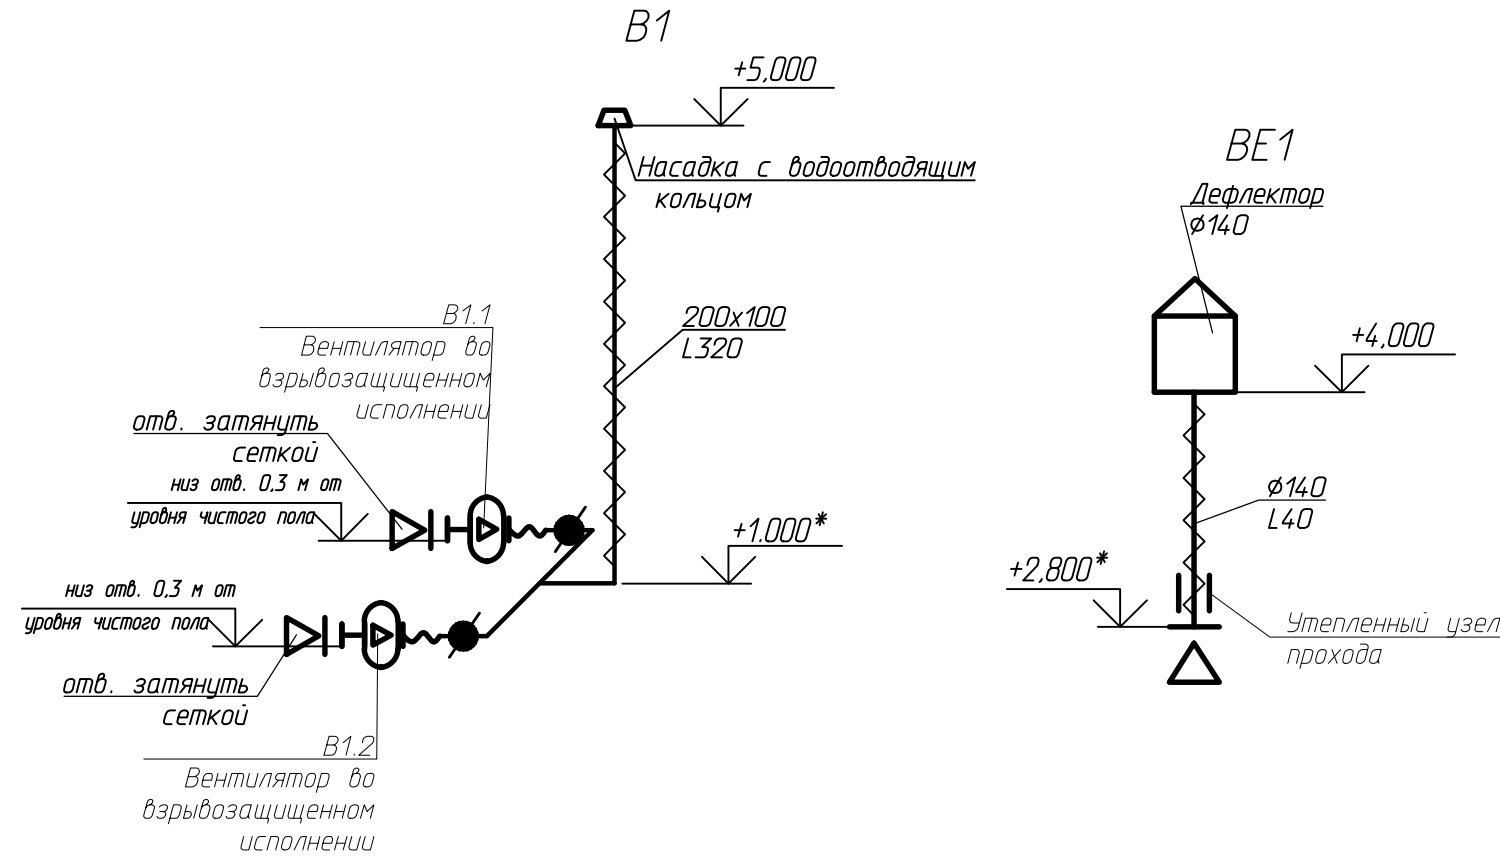 В1
+5,000
Насадка с водоотводящим
кольцом
200х100
L320
В1.1
Вентилятор во
взрывозащищенном
исполнении
отв. затянуть
сеткой
низ отв. 0,3 м от
уровня чистого пола
+1.000*
низ отв. 0,3 м от
уровня чистого пола
отв. затянуть
сеткой
В1.2
Вентилятор во
взрывозащищенном
исполнении
ВЕ1
Дефлектор
ϕ140
+4,000
ϕ140
L40
+2,800*
Утепленный узел
прохода